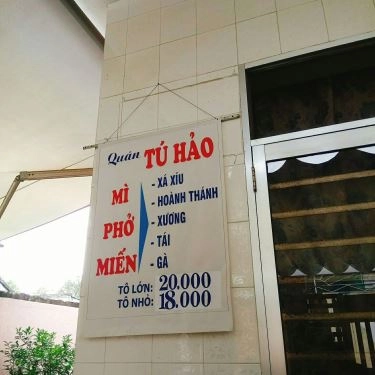 Quán TÚ HẢO
MÌ
PHỞ
MIẾN
- XÁ XÍU
- HOÀNH THÁNH
- XƯƠNG
- TÁI
- GÀ
TÔ LỚN: 20.000
TÔ NHỎ: 18.000